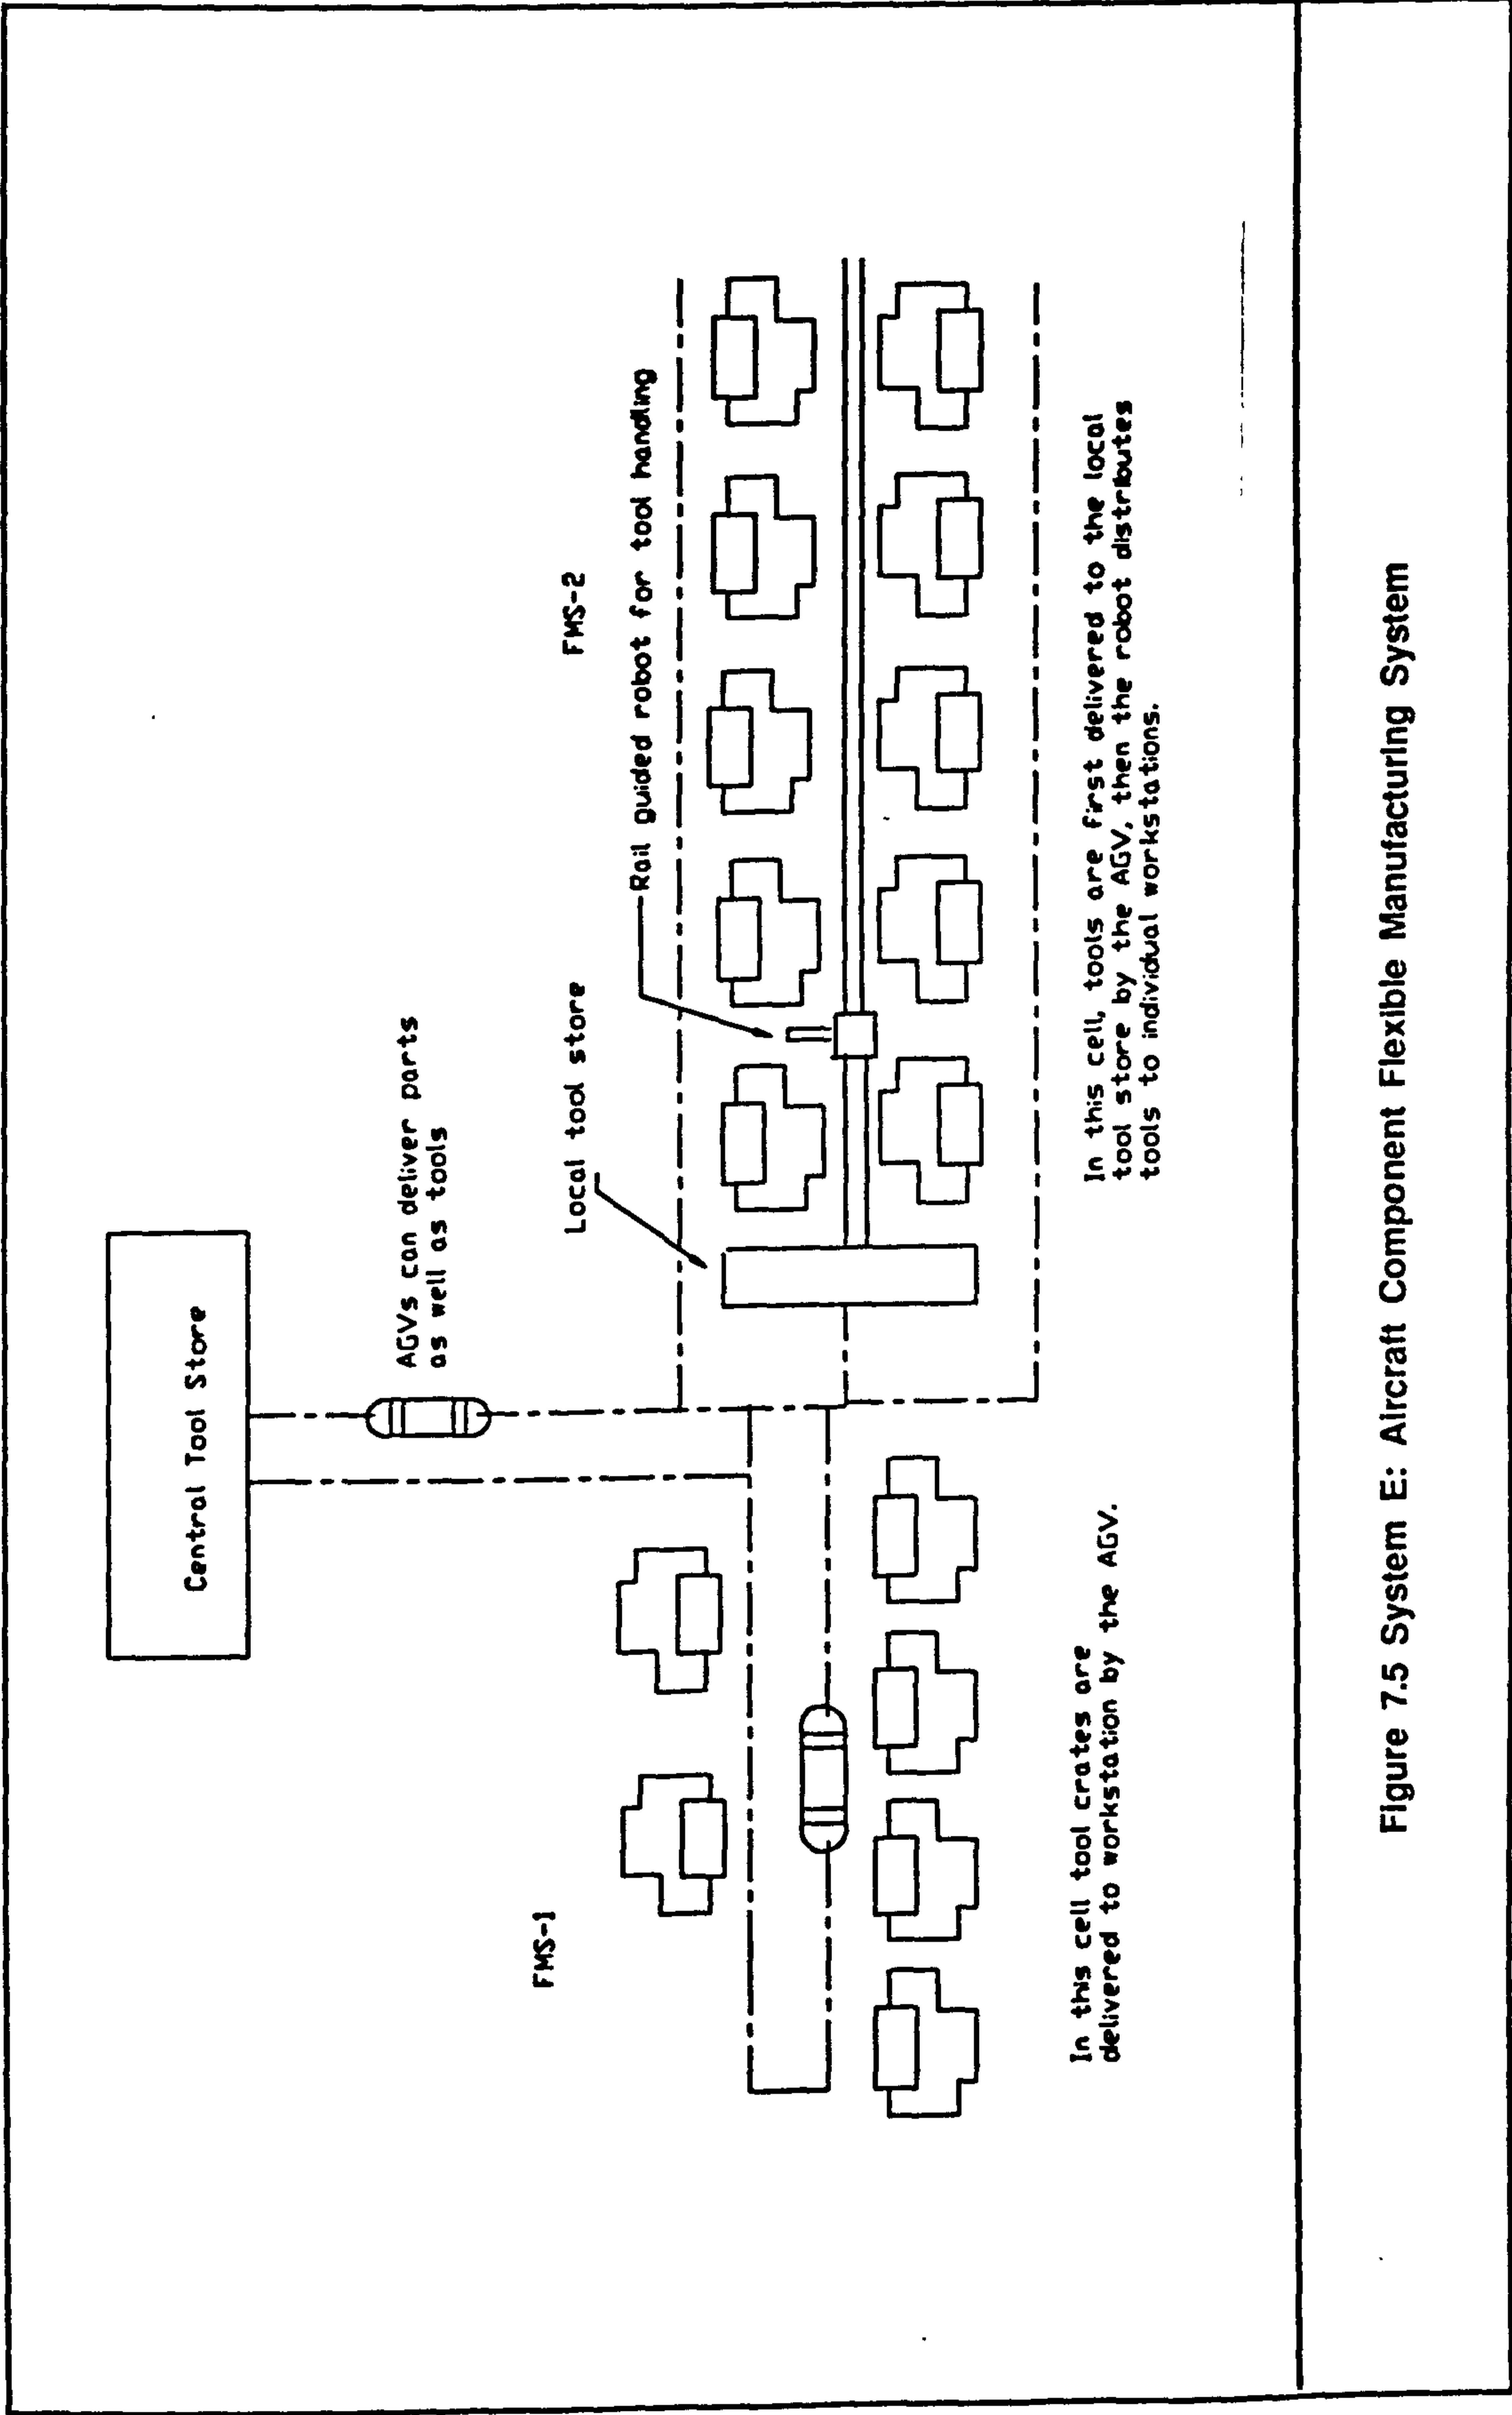 Central Tool Store
AGVs can deliver parts
as well as tools
FMS-1
FMS-2
Local tool store
Rail guided robot for tool handling
In this cell tool crates are
delivered to workstation by the AGV.
In this cell, tools are first delivered to the local
tool store by the AGV, then the robot distributes
tools to individual workstations.
Figure 7.5 System E: Aircraft Component Flexible Manufacturing System